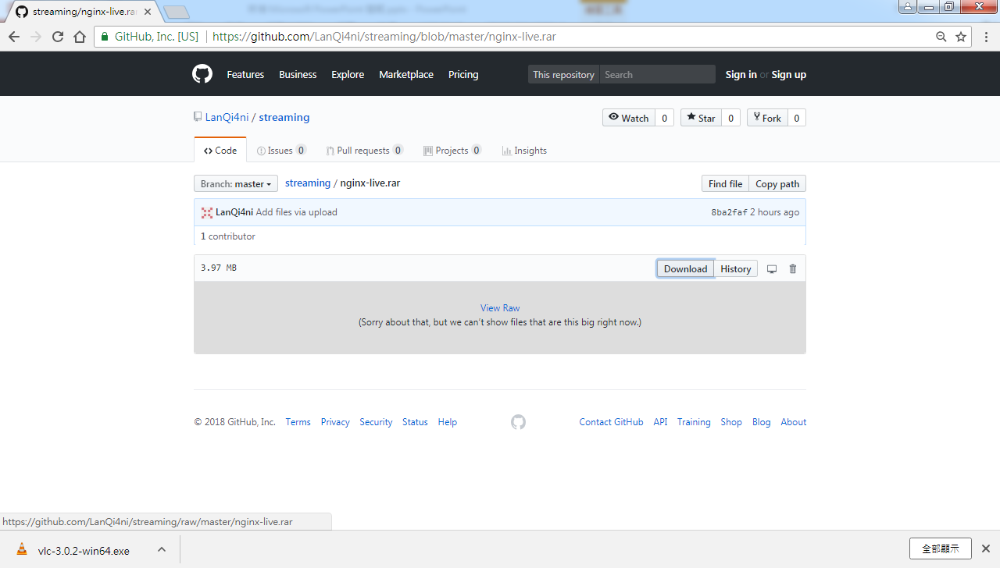 streaming/nginx-live.rar
GitHub, Inc. [US] https://github.com/LanQi4ni/streaming/blob/master/nginx-live.rar
Features Business Explore Marketplace Pricing This repository Search Sign in or Sign up
LanQi4ni / streaming Watch 0 Star 0 Fork 0
Code Issues 0 Pull requests 0 Projects 0 Insights
Branch: master streaming / nginx-live.rar Find file Copy path
LanQi4ni Add files via upload 8ba2faf 2 hours ago
1 contributor
3.97 MB Download History
View Raw
(Sorry about that, but we can't show files that are this big right now.)
© 2018 GitHub, Inc. Terms Privacy Security Status Help Contact GitHub API Training Shop Blog About
https://github.com/LanQi4ni/streaming/raw/master/nginx-live.rar
vlc-3.0.2-win64.exe 全部顯示